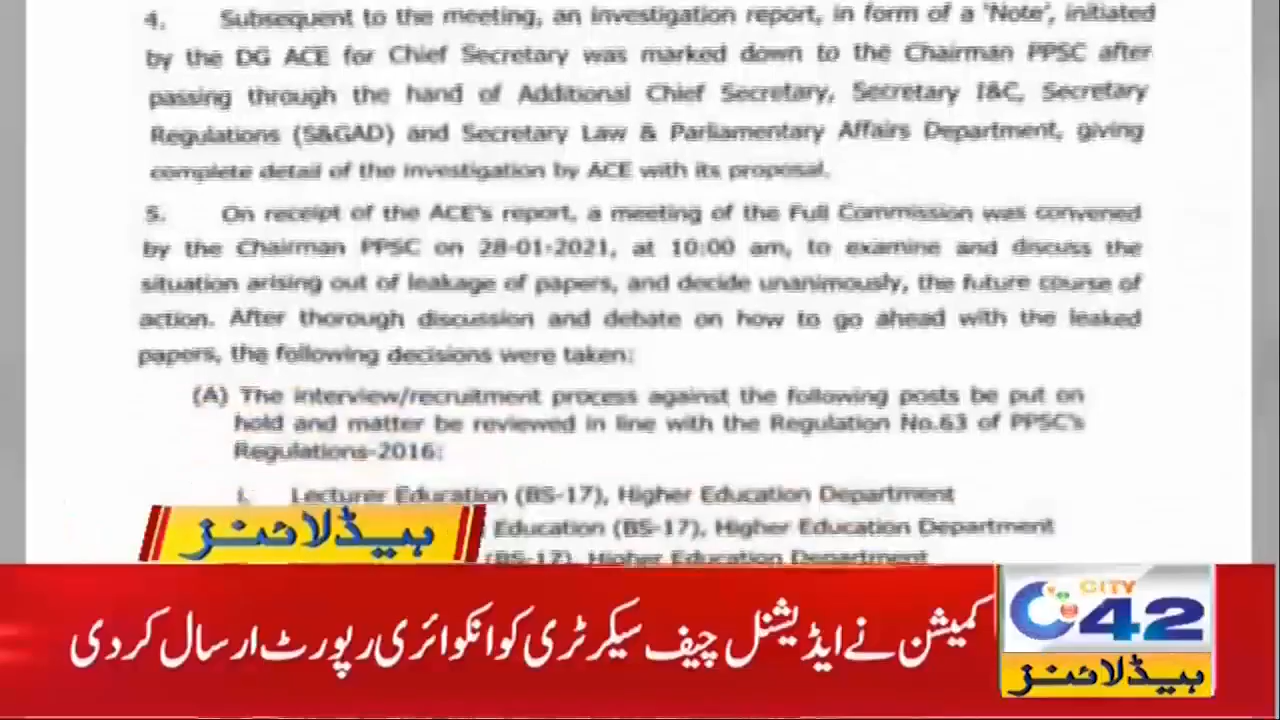 4. Subsequent to the meeting, an investigation report, in form of a 'Note', initiated
by the DG ACE for Chief Secretary was marked down to the Chairman PPSC after
passing through the hand of Additional Chief Secretary, Secretary I&C, Secretary
Regulations (S&GAD) and Secretary Law & Parliamentary Affairs Department, giving
complete detail of the investigation by ACE with its proposal.
5. On receipt of the ACE's report, a meeting of the Full Commission was convened
by the Chairman PPSC on 28-01-2021, at 10:00 am, to examine and discuss the
situation arising out of leakage of papers, and decide unanimously, the future course of
action. After thorough discussion and debate on how to go ahead with the leaked
papers, the following decisions were taken:
(A) The interview/recruitment process against the following posts be put on
hold and matter be reviewed in line with the Regulation No.63 of PPSC's
Regulations-2016:
i. Lecturer Education (BS-17), Higher Education Department
Education (BS-17), Higher Education Department
(BS-17), Higher Education Department
ہیڈلائنز
کمیشن نے ایڈیشنل چیف سیکرٹری کو انکوائری رپورٹ ارسال کردی
CITY
42
ہیڈلائنز